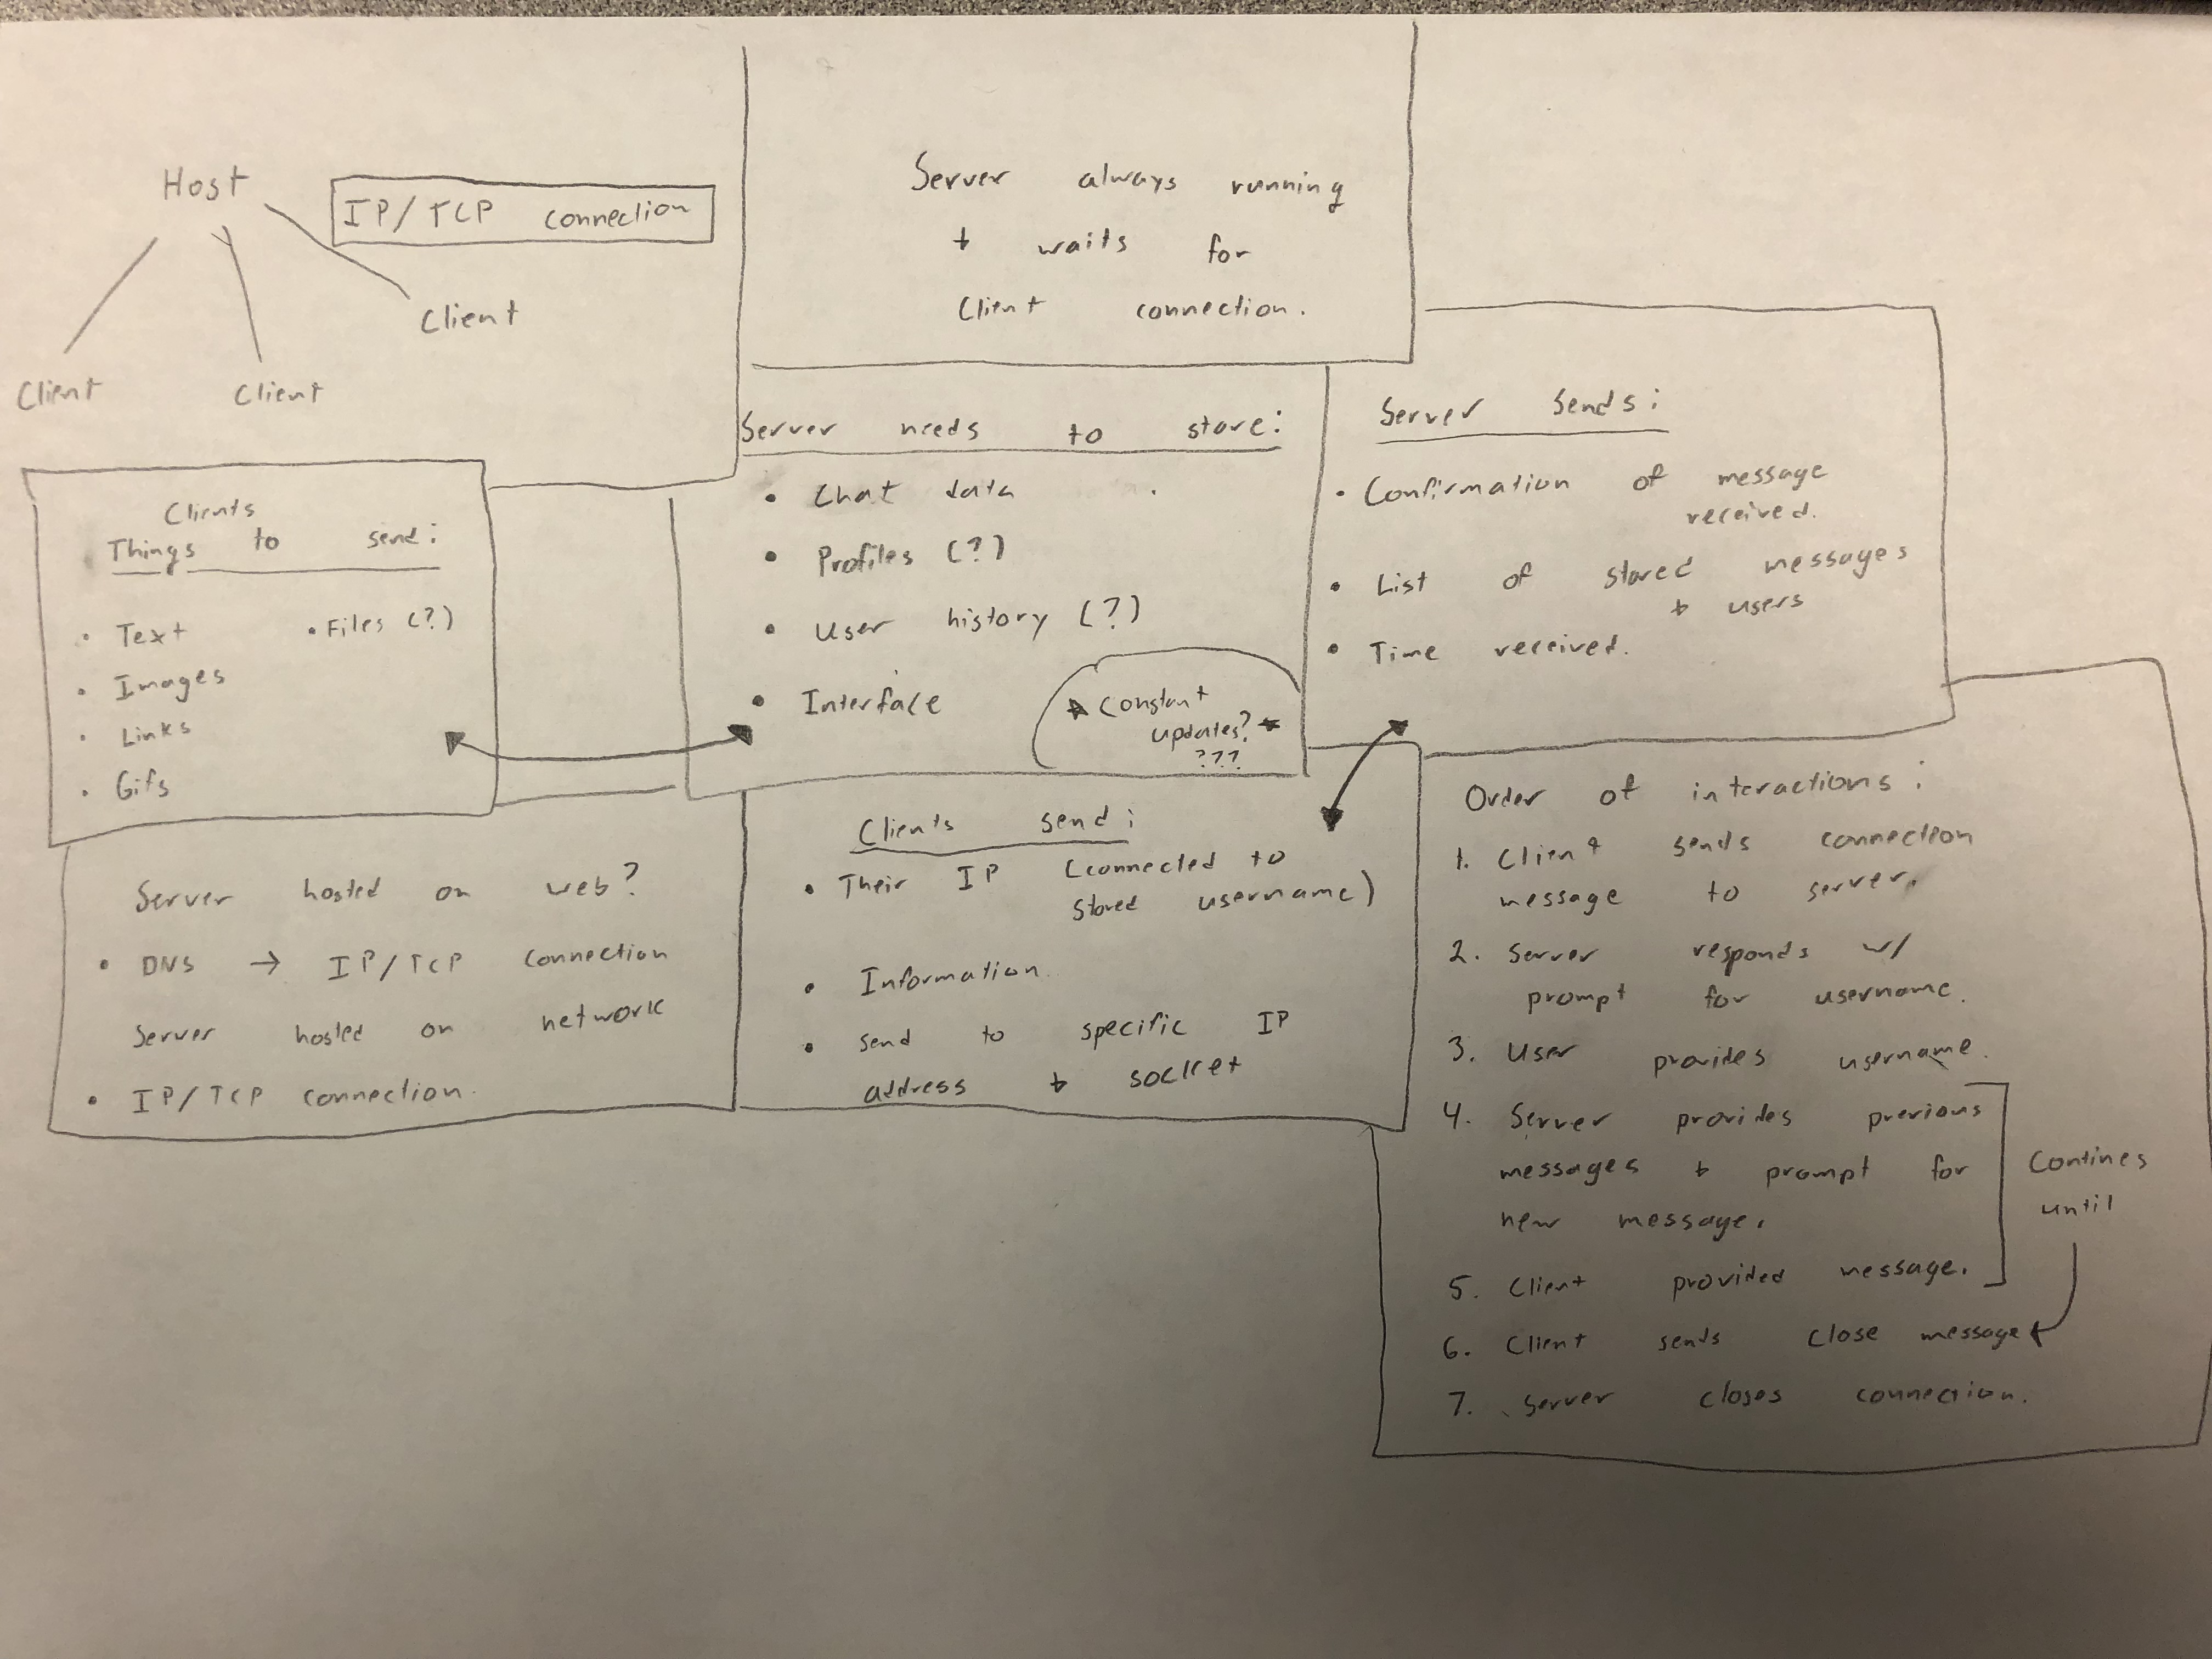 Host
IP/TCP connection
Client
Client
Client
Server always running
+ waits for
Client connection.
Clients
Things to send:
• Text
• Files (?)
• Images
• Links
• Gifs
Server needs to store:
• Chat data
• Profiles (?)
• User history (?)
• Interface
* Constant
updates? *
???
Server Sends:
• Confirmation of message
received.
• List of stored messages
+ users
• Time received.
Server hosted on web?
• DNS → IP/TCP connection
Server hosted on network
• IP/TCP connection.
Clients send:
• Their IP (connected to
stored username)
• Information
• send to specific IP
address + socket
Order of interactions:
1. Client sends connection
message to server.
2. Server responds w/
prompt for username.
3. User provides username.
4. Server provides previous
messages + prompt for
new message.
5. Client provided message.
Contines
until
6. Client sends close message
7. Server closes connection.